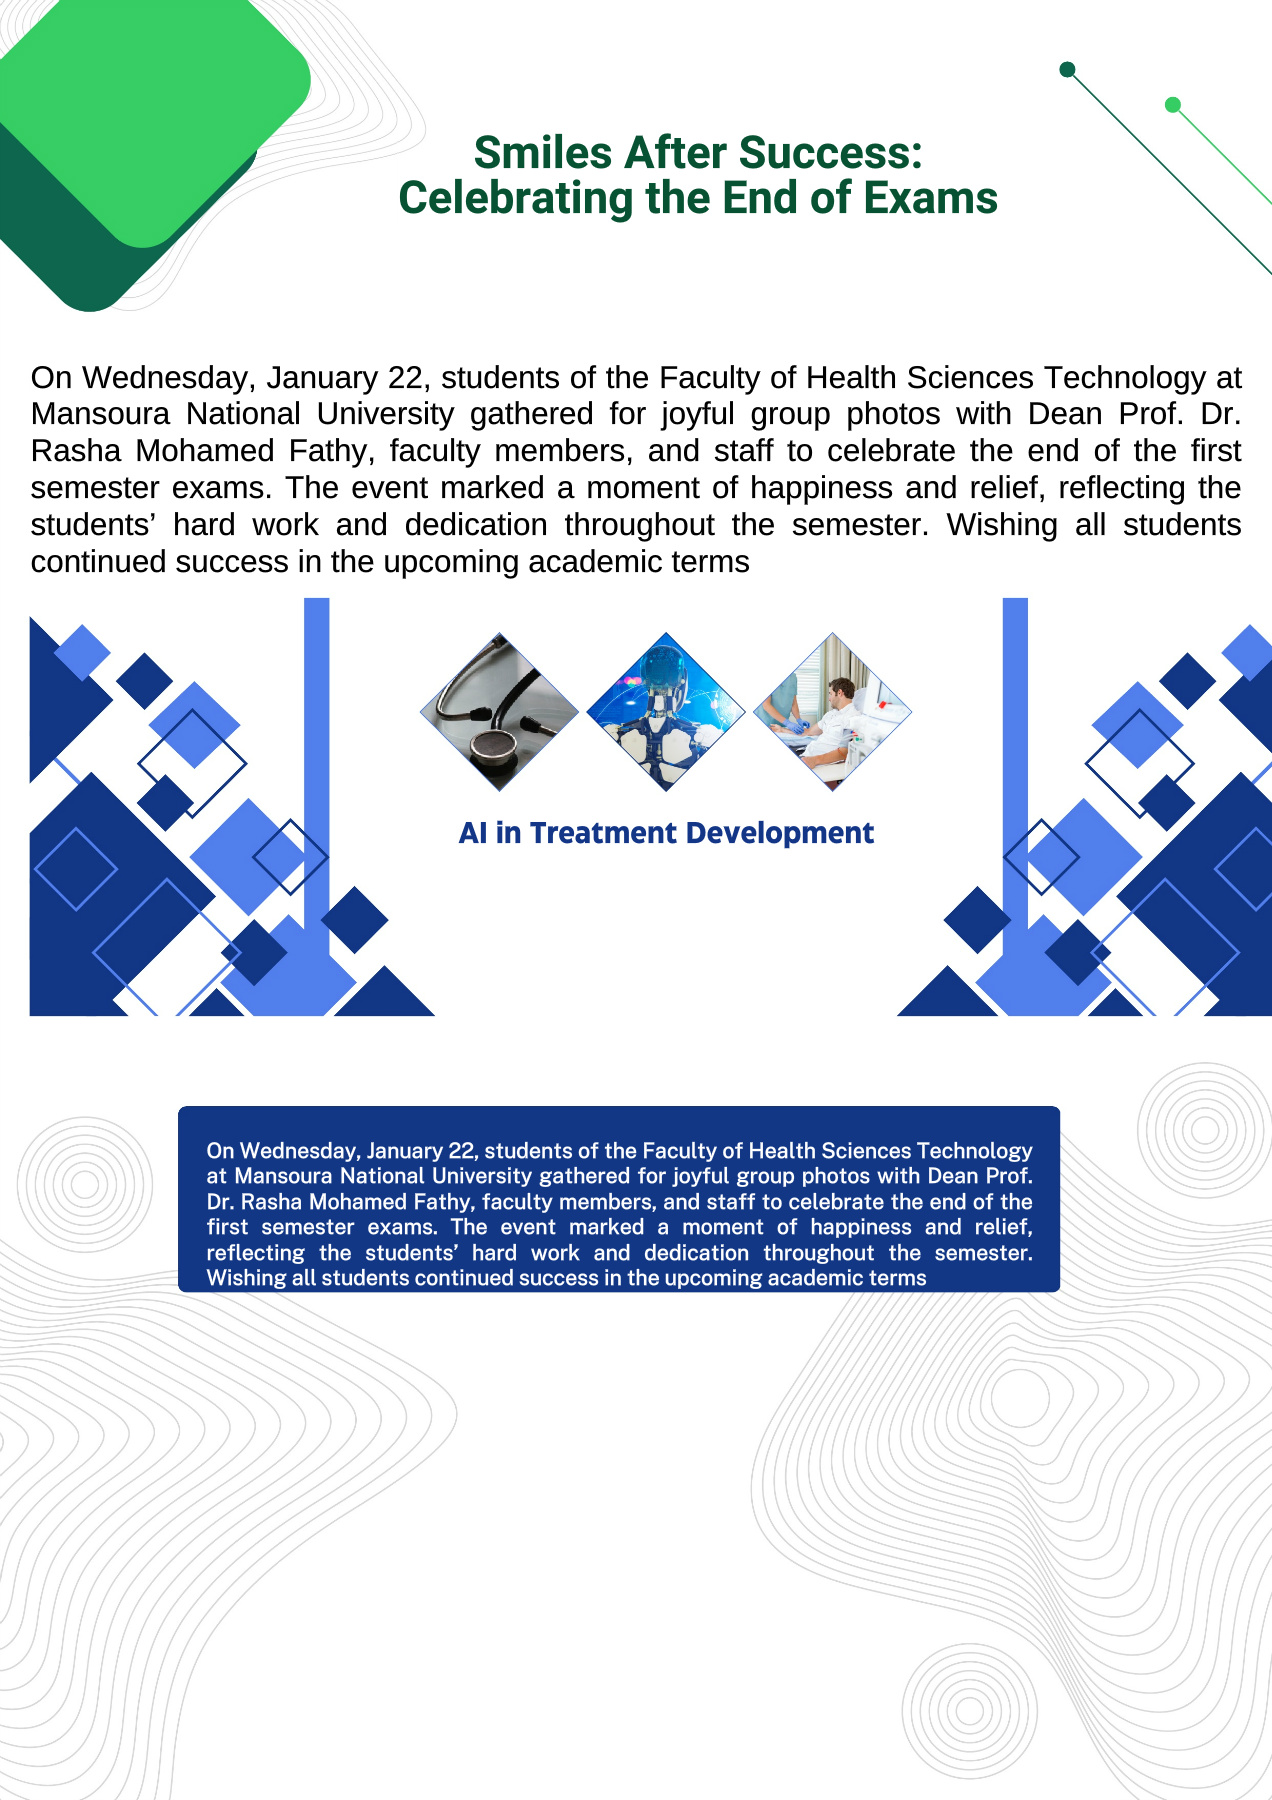 Smiles After Success:
Celebrating the End of Exams
On Wednesday, January 22, students of the Faculty of Health Sciences Technology at
Mansoura National University gathered for joyful group photos with Dean Prof. Dr.
Rasha Mohamed Fathy, faculty members, and staff to celebrate the end of the first
semester exams. The event marked a moment of happiness and relief, reflecting the
students’ hard work and dedication throughout the semester. Wishing all students
continued success in the upcoming academic terms
AI in Treatment Development
On Wednesday, January 22, students of the Faculty of Health Sciences Technology
at Mansoura National University gathered for joyful group photos with Dean Prof.
Dr. Rasha Mohamed Fathy, faculty members, and staff to celebrate the end of the
first semester exams. The event marked a moment of happiness and relief,
reflecting the students’ hard work and dedication throughout the semester.
Wishing all students continued success in the upcoming academic terms